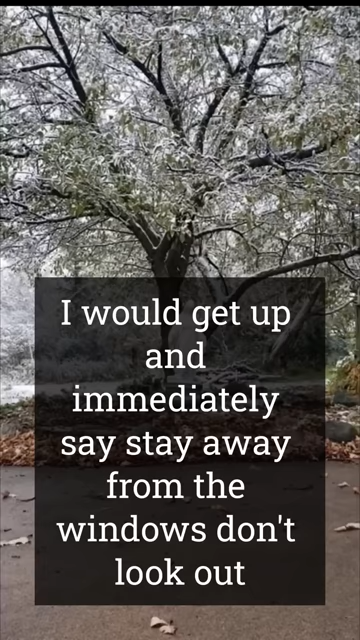 I would get up
and
immediately
say stay away
from the
windows don't
look out